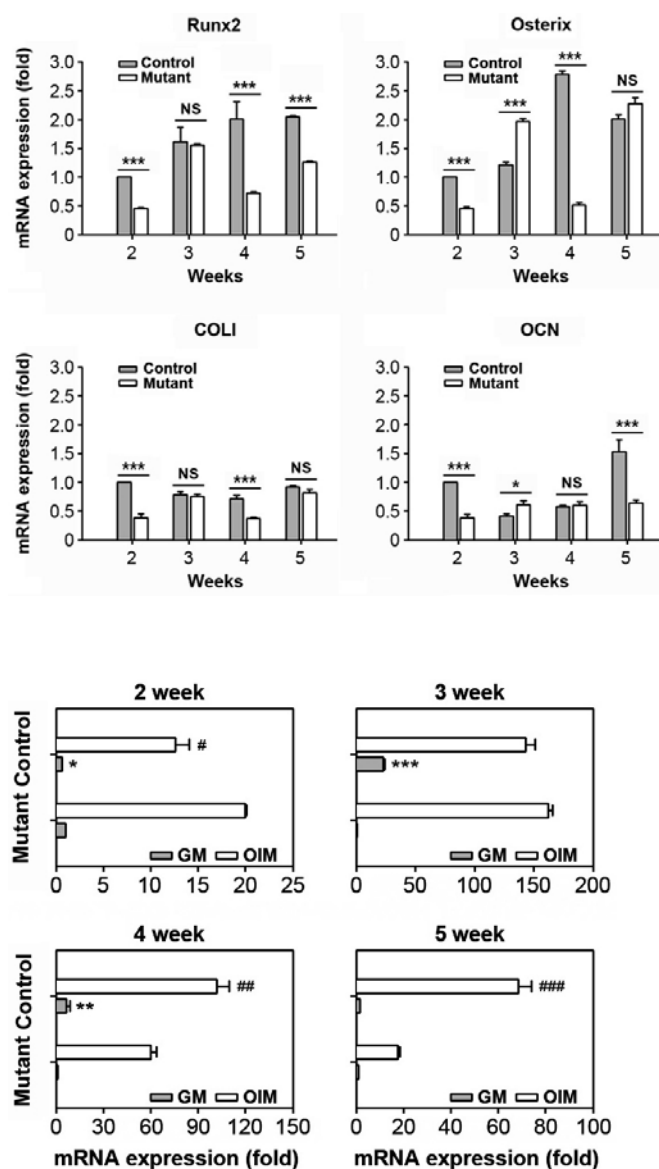 Runx2
mRNA expression (fold)
3.0
2.5
2.0
1.5
1.0
0.5
0
Control
Mutant
***
NS
***
***
2 3 4 5
Weeks
Osterix
mRNA expression (fold)
3.0
2.5
2.0
1.5
1.0
0.5
0
Control
Mutant
***
***
***
NS
2 3 4 5
Weeks
COLI
mRNA expression (fold)
3.0
2.5
2.0
1.5
1.0
0.5
0
Control
Mutant
***
NS
***
NS
2 3 4 5
Weeks
OCN
mRNA expression (fold)
3.0
2.5
2.0
1.5
1.0
0.5
0
Control
Mutant
***
*
NS
***
2 3 4 5
Weeks
2 week
Mutant Control
#
*
GM OIM
0 5 10 15 20 25
3 week
***
GM OIM
0 50 100 150 200
4 week
Mutant Control
##
**
GM OIM
0 30 60 90 120 150
mRNA expression (fold)
5 week
###
GM OIM
0 20 40 60 80 100
mRNA expression (fold)